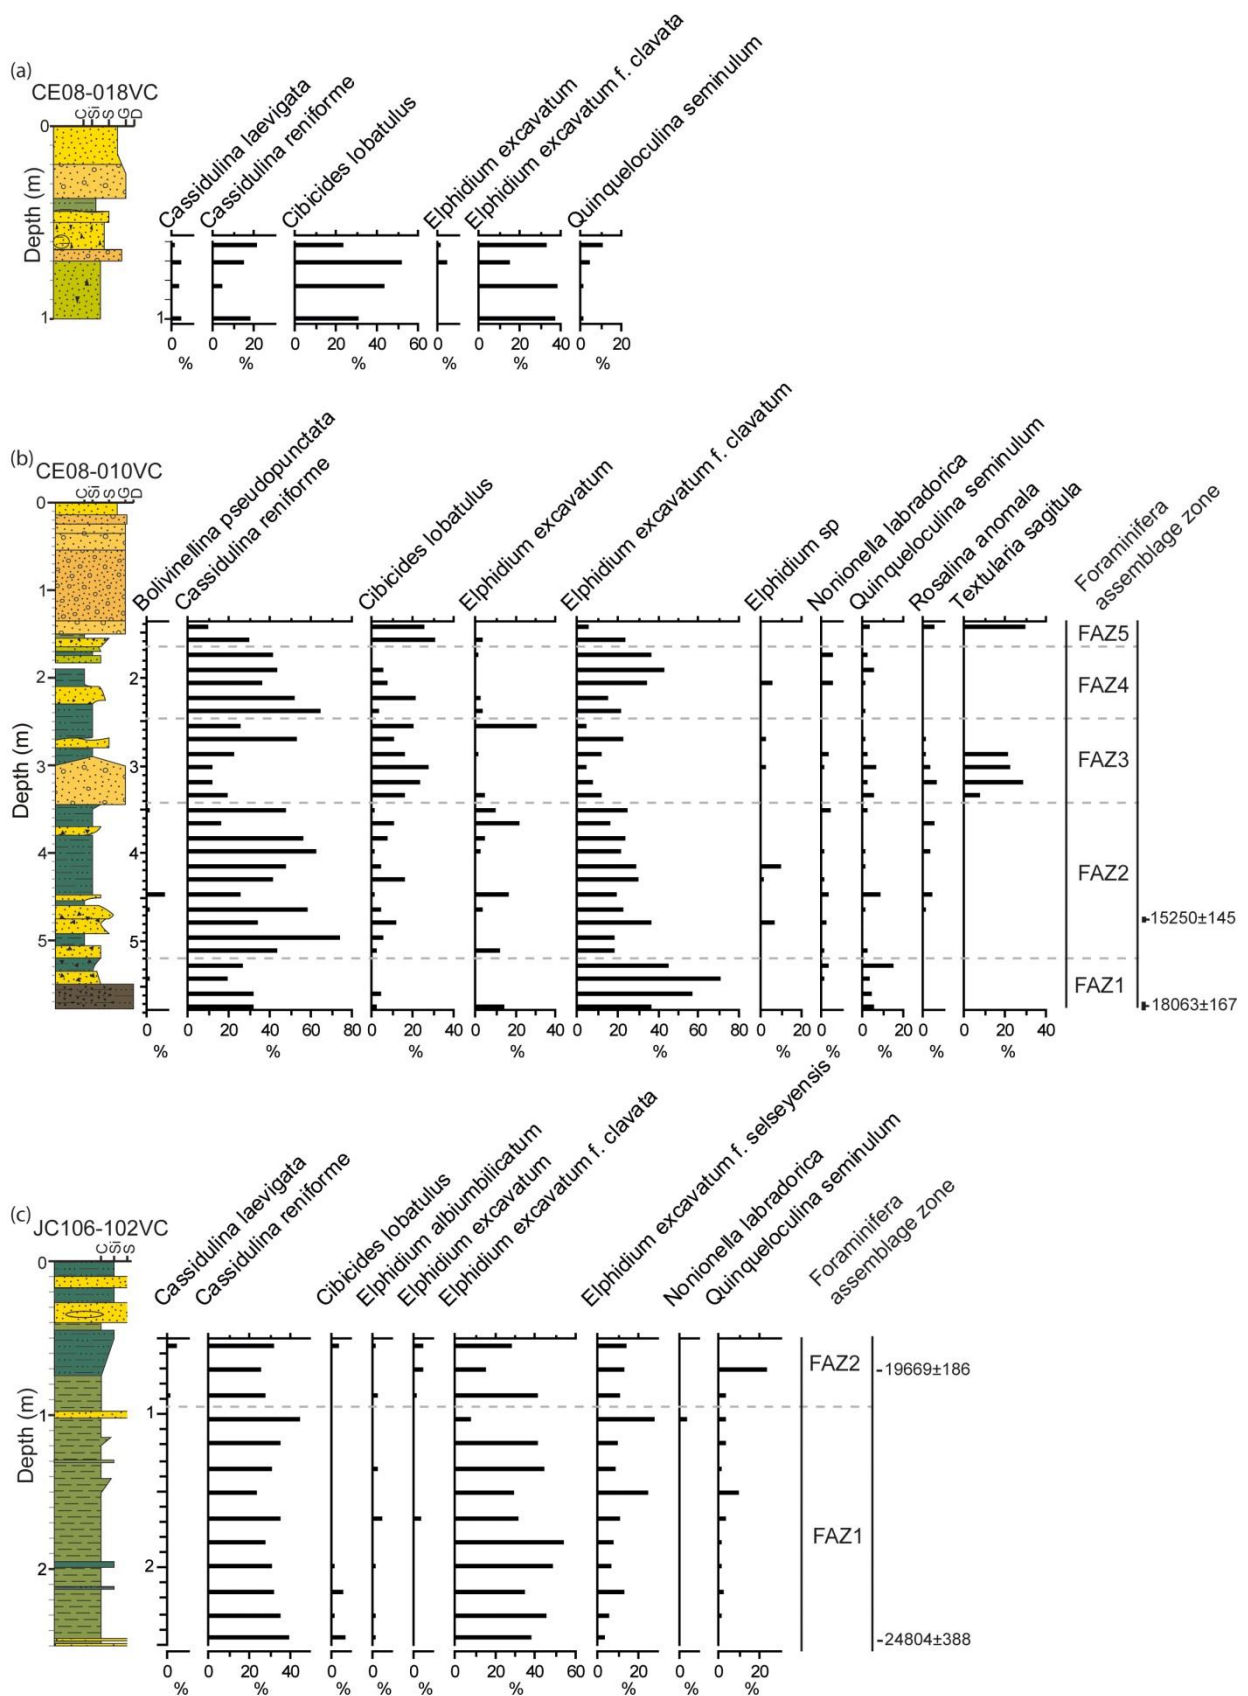 (a)
CE08-018VC
C Si S G D
Cassidulina laevigata
Cassidulina reniforme
Cibicides lobatulus
Elphidium excavatum
Elphidium excavatum f. clavata
Quinqueloculina seminulum
Depth (m)
0
1
1
0 0 20 0 20 40 60 0 0 20 40 0 20
% % % % % %
(b)
CE08-010VC
C Si S G D
Bolivinellina pseudopunctata
Cassidulina reniforme
Cibicides lobatulus
Elphidium excavatum
Elphidium excavatum f. clavatum
Elphidium sp
Nonionella labradorica
Quinqueloculina seminulum
Rosalina anomala
Textularia sagitula
Foraminifera
assemblage zone
Depth (m)
0
1
2
3
4
5
2
3
4
5
FAZ5
FAZ4
FAZ3
FAZ2
FAZ1
15250±145
18063±167
0 0 20 40 60 80 0 20 40 0 20 40 0 20 40 60 80 0 20 0 0 20 0 0 20 40
% % % % % % % % % %
(c)
JC106-102VC
C Si S
Cassidulina laevigata
Cassidulina reniforme
Cibicides lobatulus
Elphidium albiumbilicatum
Elphidium excavatum
Elphidium excavatum f. clavata
Elphidium excavatum f. selseyensis
Nonionella labradorica
Quinqueloculina seminulum
Foraminifera
assemblage zone
Depth (m)
0
1
2
1
2
FAZ2
FAZ1
-19669±186
-24804±388
0 0 20 40 0 0 0 0 20 40 60 0 20 0 0 20
% % % % % % % % %